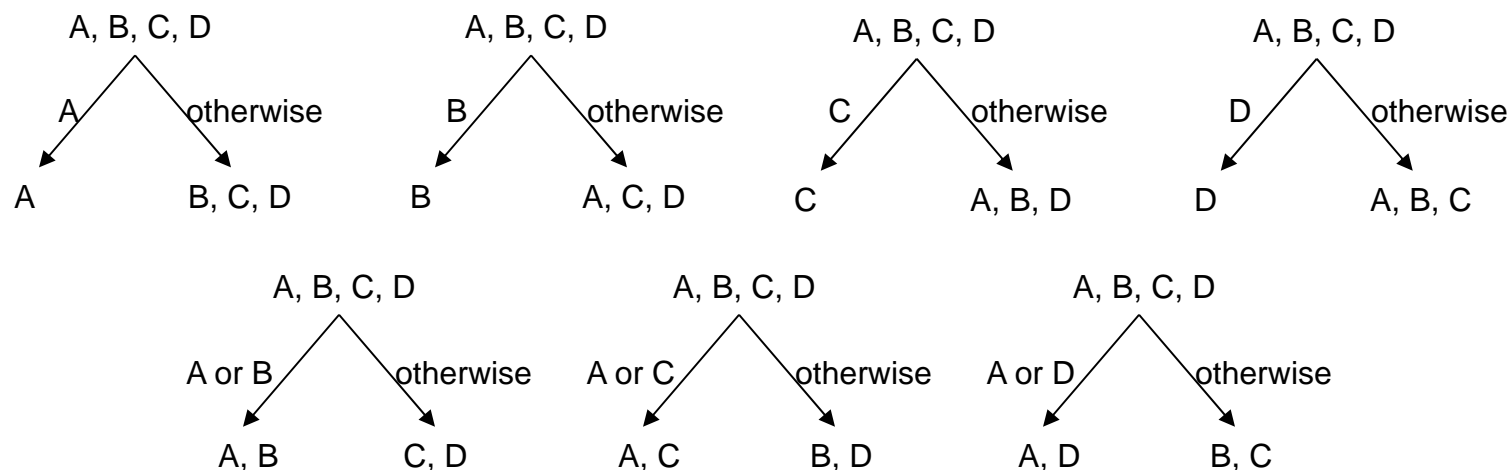 A, B, C, D A, B, C, D A, B, C, D A, B, C, D
A otherwise B otherwise C otherwise D otherwise
A B, C, D B A, C, D C A, B, D D A, B, C
A, B, C, D A, B, C, D A, B, C, D
A or B otherwise A or C otherwise A or D otherwise
A, B C, D A, C B, D A, D B, C